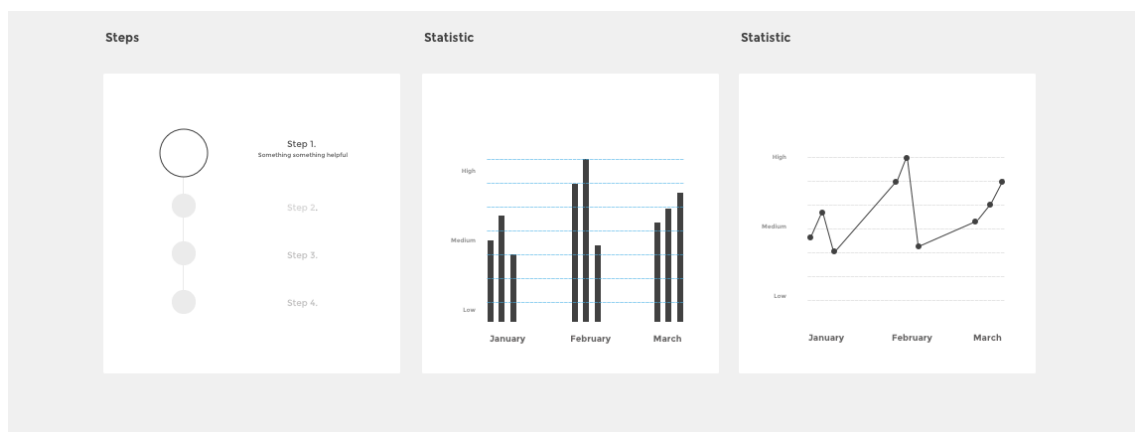 Steps
Statistic
Statistic
Step 1.
Something something helpful
Step 2.
Step 3.
Step 4.
High
Medium
Low
January
February
March
High
Medium
Low
January
February
March